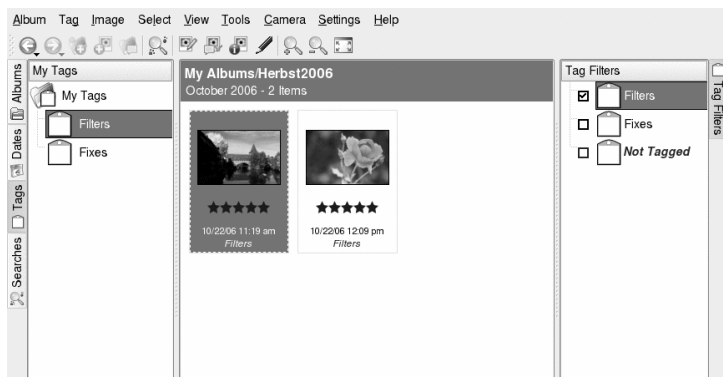 Album Tag Image Select View Tools Camera Settings Help
Albums
Dates
Tags
Searches
My Tags
My Tags
Filters
Fixes
My Albums/Herbst2006
October 2006 - 2 Items
10/22/06 11:19 am
Filters
10/22/06 12:09 pm
Filters
Tag Filters
Filters
Fixes
Not Tagged
Tag Filters